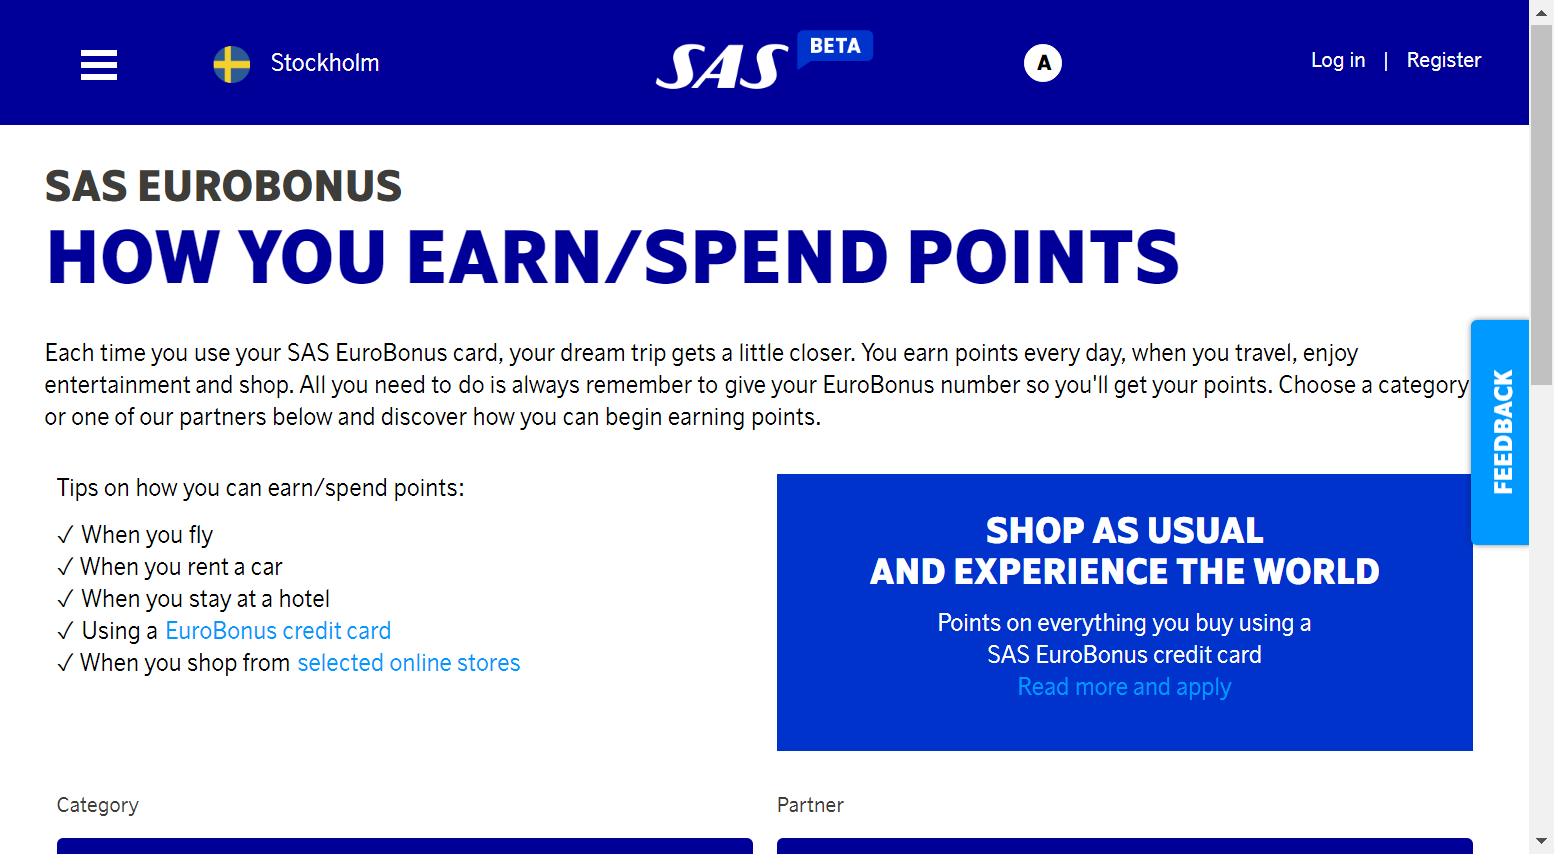 Stockholm
SAS
BETA
A
Log in | Register
SAS EUROBONUS
HOW YOU EARN/SPEND POINTS
Each time you use your SAS EuroBonus card, your dream trip gets a little closer. You earn points every day, when you travel, enjoy
entertainment and shop. All you need to do is always remember to give your EuroBonus number so you'll get your points. Choose a category
or one of our partners below and discover how you can begin earning points.
FEEDBACK
Tips on how you can earn/spend points:
✓ When you fly
✓ When you rent a car
✓ When you stay at a hotel
✓ Using a EuroBonus credit card
✓ When you shop from selected online stores
SHOP AS USUAL
AND EXPERIENCE THE WORLD
Points on everything you buy using a
SAS EuroBonus credit card
Read more and apply
Category
Partner